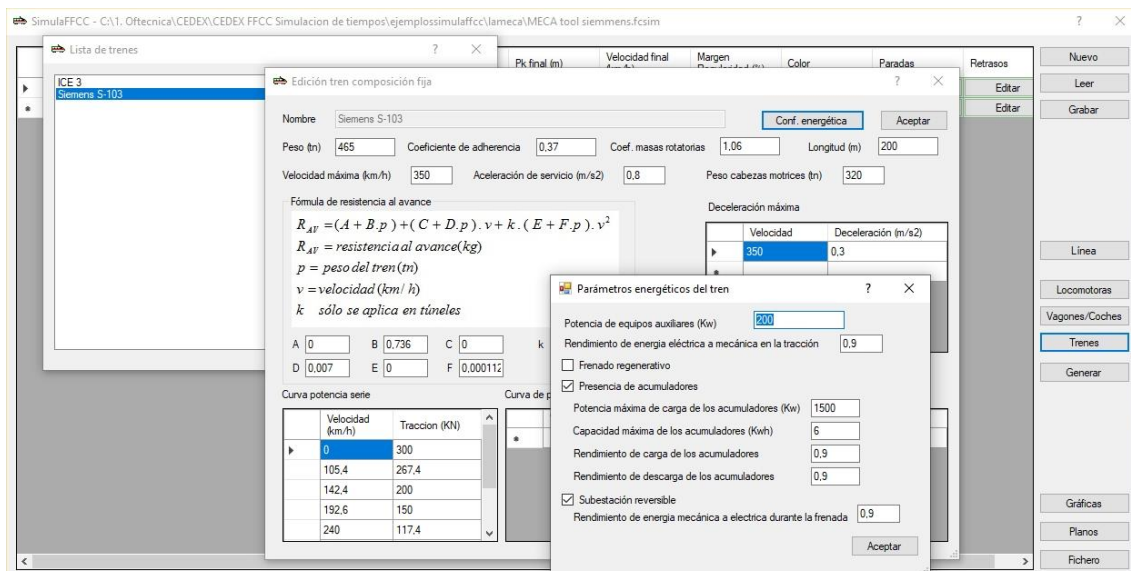 SimulaFFCC - C:\1. Oftecnica\CEDEX\CEDEX FFCC Simulacion de tiempos\ejemplossimulaffcc\lameca\MECA tool siemmens.fcsim
Lista de trenes
ICE 3
Siemens S-103
Pk final (m)
Velocidad final
Margen
Color
Paradas
Retrasos
Editar
Editar
Nuevo
Leer
Grabar
Línea
Locomotoras
Vagones/Coches
Trenes
Generar
Gráficas
Planos
Fichero
Edición tren composición fija
Nombre Siemens S-103 Conf. energética Aceptar
Peso (tn) 465 Coeficiente de adherencia 0,37 Coef. masas rotatorias 1,06 Longitud (m) 200
Velocidad máxima (km/h) 350 Aceleración de servicio (m/s2) 0,8 Peso cabezas motrices (tn) 320
Fórmula de resistencia al avance
R_AV = (A + B.p) + (C + D.p).v + k.(E + F.p).v²
R_AV = resistencia al avance(kg)
p = peso del tren(tn)
v = velocidad (km/ h)
k sólo se aplica en túneles
A 0 B 0,736 C 0 k
D 0,007 E 0 F 0,000112
Deceleración máxima
Velocidad Deceleración (m/s2)
350 0,3
Curva potencia serie
Velocidad (km/h) Traccion (KN)
0 300
105,4 267,4
142,4 200
192,6 150
240 117,4
Curva de p
Parámetros energéticos del tren
Potencia de equipos auxiliares (Kw) 200
Rendimiento de energia eléctrica a mecánica en la tracción 0,9
Frenado regenerativo
Presencia de acumuladores
Potencia máxima de carga de los acumuladores (Kw) 1500
Capacidad máxima de los acumuladores (Kwh) 6
Rendimiento de carga de los acumuladores 0,9
Rendimiento de descarga de los acumuladores 0,9
Subestación reversible
Rendimiento de energia mecánica a electrica durante la frenada 0,9
Aceptar